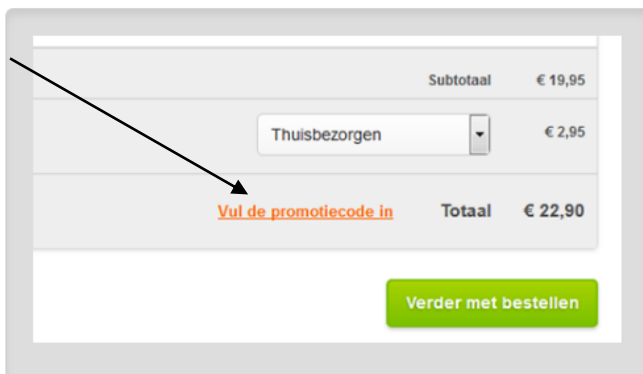 Subtotaal € 19,95
Thuisbezorgen € 2,95
Vul de promotiecode in Totaal € 22,90
Verder met bestellen